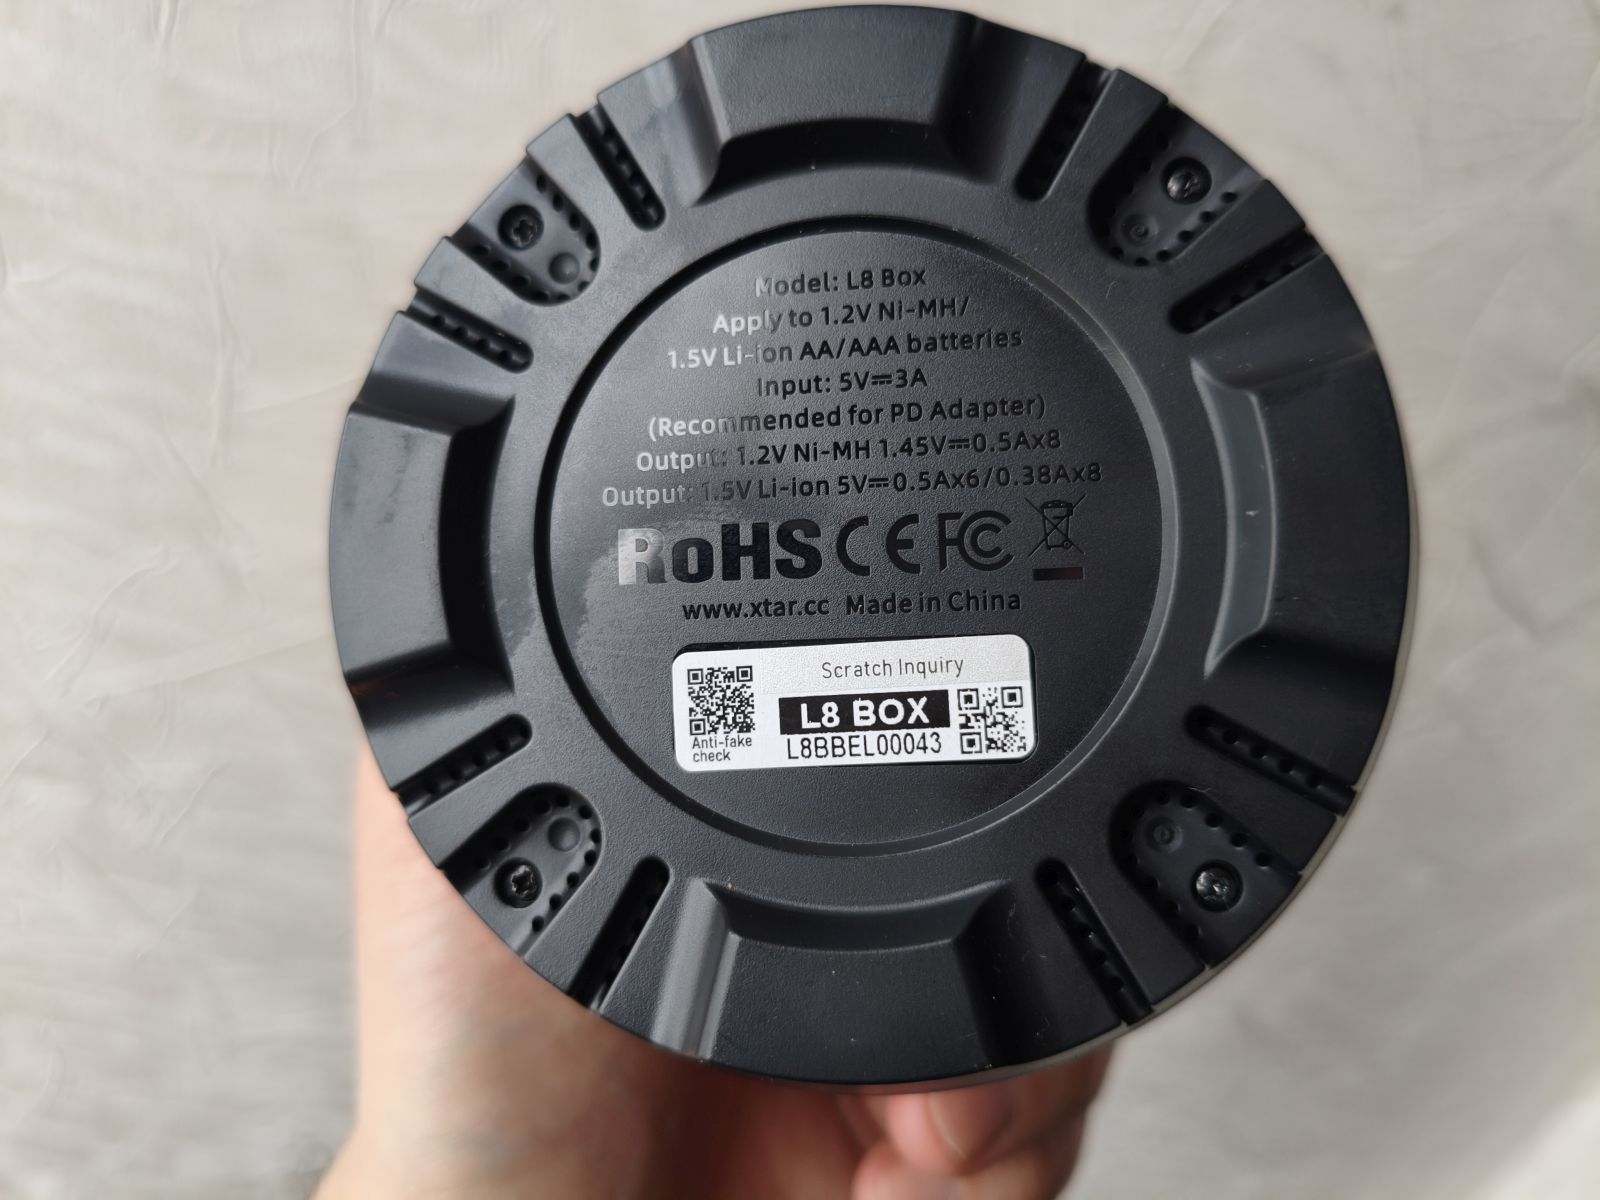 Model: L8 Box
Apply to 1.2V Ni-MH/
1.5V Li-ion AA/AAA batteries
Input: 5V⎓3A
(Recommended for PD Adapter)
Output: 1.2V Ni-MH 1.45V⎓0.5Ax8
Output: 1.5V Li-ion 5V⎓0.5Ax6/0.38Ax8
RoHS CE FC
www.xtar.cc Made in China
Scratch Inquiry
L8 BOX
L8BBEL00043
Anti-fake
check